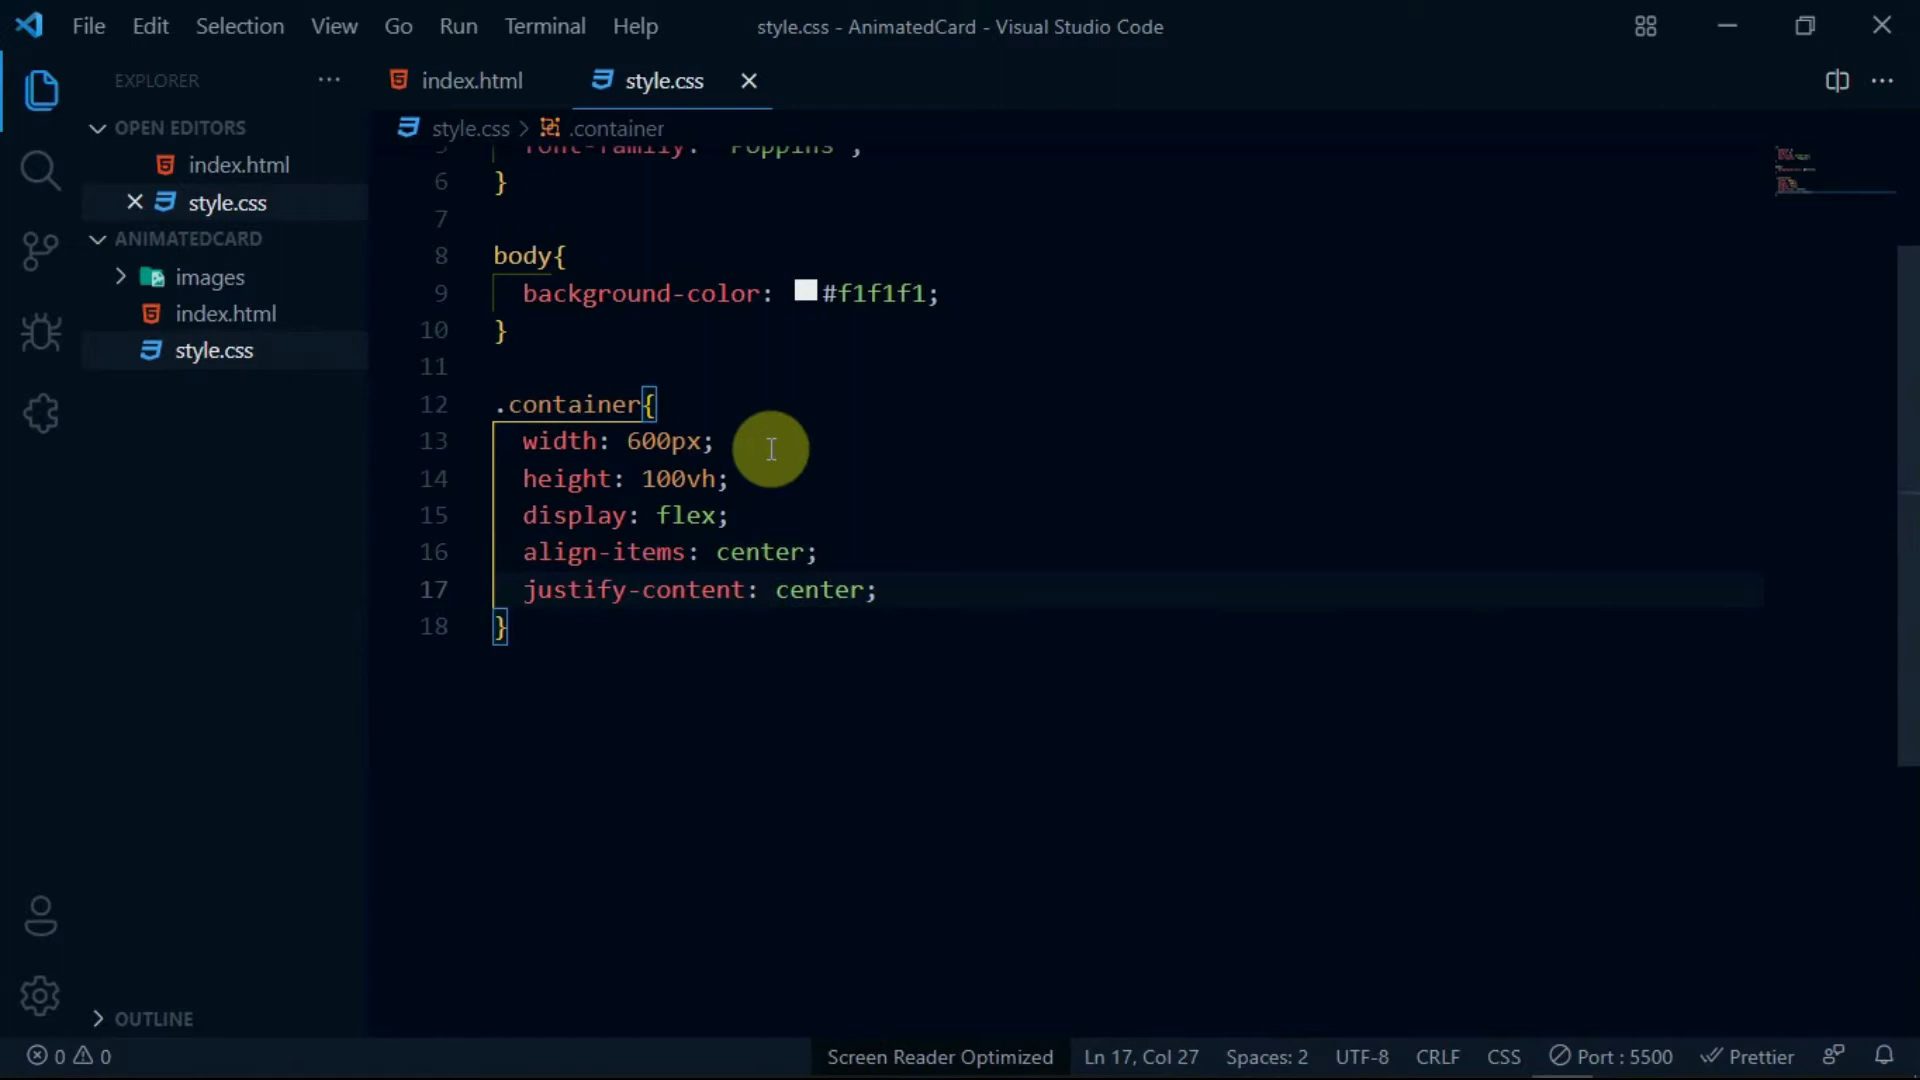 File Edit Selection View Go Run Terminal Help style.css - AnimatedCard - Visual Studio Code
EXPLORER
index.html style.css
OPEN EDITORS
index.html
style.css
ANIMATEDCARD
images
index.html
style.css
OUTLINE
style.css > .container
5 font-family: 'Poppins';
6 }
7
8 body{
9 background-color: #f1f1f1;
10 }
11
12 .container{
13 width: 600px;
14 height: 100vh;
15 display: flex;
16 align-items: center;
17 justify-content: center;
18 }
0 0 Screen Reader Optimized Ln 17, Col 27 Spaces: 2 UTF-8 CRLF CSS Port : 5500 Prettier